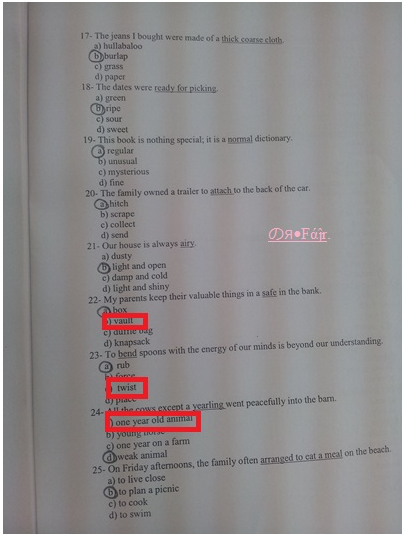 17- The jeans I bought were made of a thick coarse cloth.
a) hullabaloo
b) burlap
c) grass
d) paper
18- The dates were ready for picking.
a) green
b) ripe
c) sour
d) sweet
19- This book is nothing special; it is a normal dictionary.
a) regular
b) unusual
c) mysterious
d) fine
20- The family owned a trailer to attach to the back of the car.
a) hitch
b) scrape
c) collect
d) send
21- Our house is always airy.
a) dusty
b) light and open
c) damp and cold
d) light and shiny
22- My parents keep their valuable things in a safe in the bank.
a) box
) vault
c) duffle bag
d) knapsack
23- To bend spoons with the energy of our minds is beyond our understanding.
a) rub
b) force
) twist
d) place
24- All the cows except a yearling went peacefully into the barn.
) one year old animal
b) young horse
c) one year on a farm
d) weak animal
25- On Friday afternoons, the family often arranged to eat a meal on the beach.
a) to live close
b) to plan a picnic
c) to cook
d) to swim